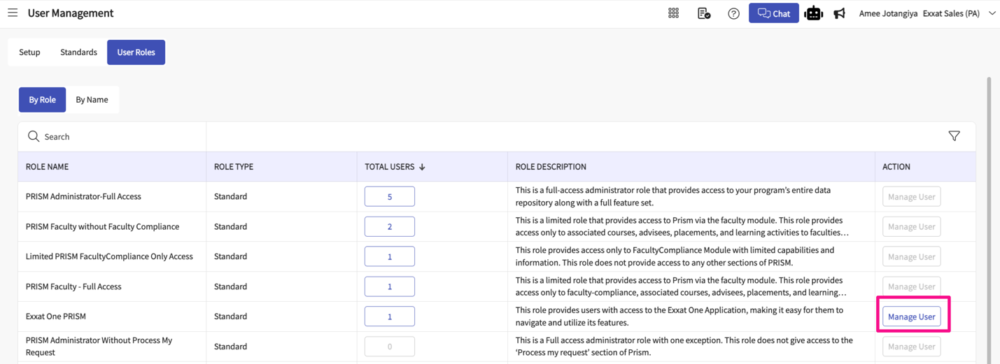 User Management
Chat
Amee Jotangiya Exxat Sales (PA)
Setup
Standards
User Roles
By Role
By Name
Search
ROLE NAME
ROLE TYPE
TOTAL USERS ↓
ROLE DESCRIPTION
ACTION
PRISM Administrator-Full Access
Standard
5
This is a full-access administrator role that provides access to your program’s entire data
repository along with a full feature set.
Manage User
PRISM Faculty without Faculty Compliance
Standard
2
This is a limited role that provides access to Prism via the faculty module. This role provides
access only to associated courses, advisees, placements, and learning activities to faculties…
Manage User
Limited PRISM FacultyCompliance Only Access
Standard
1
This role provides access only to FacultyCompliance Module with limited capabilities and
information. This role does not provide access to any other sections of PRISM.
Manage User
PRISM Faculty - Full Access
Standard
1
This is a limited role that provides access to Prism via the faculty module. This role provides
access only to faculty-compliance, associated courses, advisees, placements, and learning…
Manage User
Exxat One PRISM
Standard
1
This role provides users with access to the Exxat One Application, making it easy for them to
navigate and utilize its features.
Manage User
PRISM Administrator Without Process My
Request
Standard
0
This is a Full access administrator role with one exception. This role does not give access to the
‘Process my request’ section of Prism.
Manage User